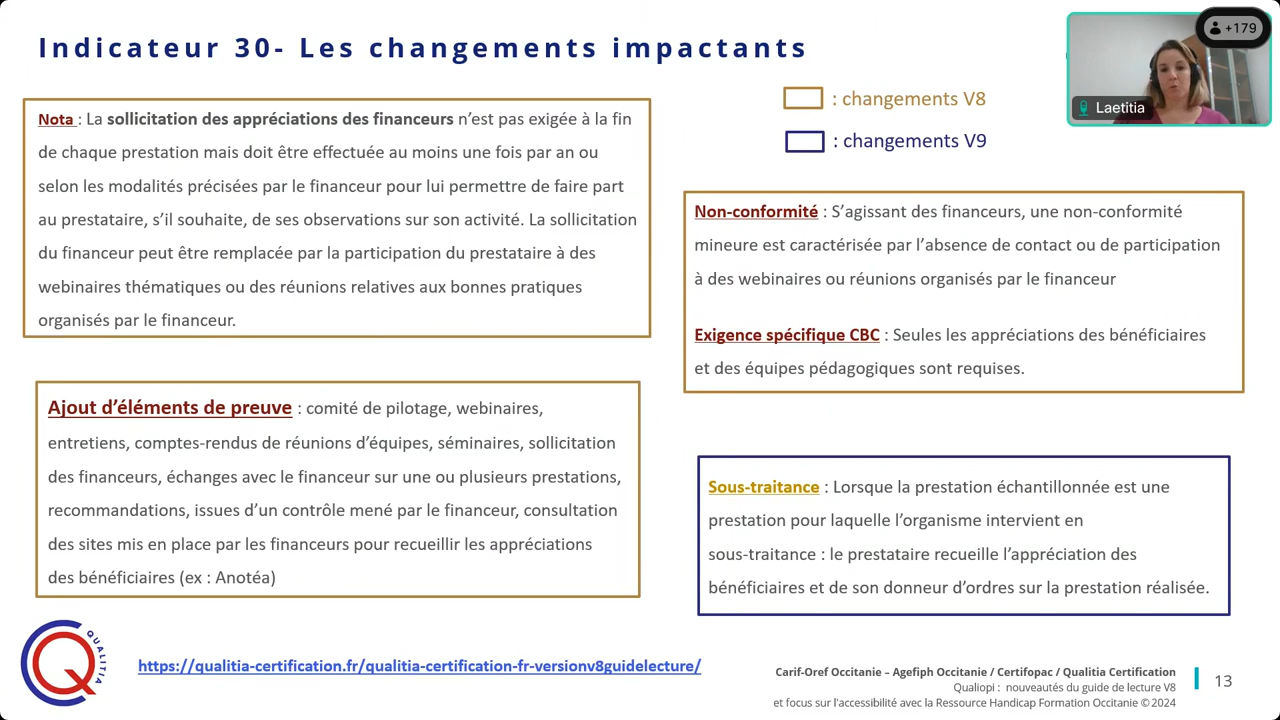 Indicateur 30- Les changements impactants
+179
Laetitia
: changements V8
: changements V9
Nota : La sollicitation des appréciations des financeurs n’est pas exigée à la fin
de chaque prestation mais doit être effectuée au moins une fois par an ou
selon les modalités précisées par le financeur pour lui permettre de faire part
au prestataire, s’il souhaite, de ses observations sur son activité. La sollicitation
du financeur peut être remplacée par la participation du prestataire à des
webinaires thématiques ou des réunions relatives aux bonnes pratiques
organisés par le financeur.
Non-conformité : S’agissant des financeurs, une non-conformité
mineure est caractérisée par l’absence de contact ou de participation
à des webinaires ou réunions organisés par le financeur
Exigence spécifique CBC : Seules les appréciations des bénéficiaires
et des équipes pédagogiques sont requises.
Ajout d’éléments de preuve : comité de pilotage, webinaires,
entretiens, comptes-rendus de réunions d’équipes, séminaires, sollicitation
des financeurs, échanges avec le financeur sur une ou plusieurs prestations,
recommandations, issues d’un contrôle mené par le financeur, consultation
des sites mis en place par les financeurs pour recueillir les appréciations
des bénéficiaires (ex : Anotéa)
Sous-traitance : Lorsque la prestation échantillonnée est une
prestation pour laquelle l’organisme intervient en
sous-traitance : le prestataire recueille l’appréciation des
bénéficiaires et de son donneur d’ordres sur la prestation réalisée.
QUALITIA
https://qualitia-certification.fr/qualitia-certification-fr-versionv8guidelecture/
Carif-Oref Occitanie – Agefiph Occitanie / Certifopac / Qualitia Certification
Qualiopi : nouveautés du guide de lecture V8
et focus sur l'accessibilité avec la Ressource Handicap Formation Occitanie © 2024
13